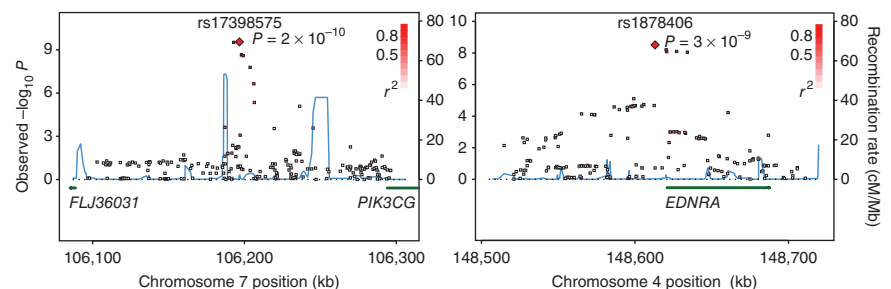 rs17398575
P = 2 × 10⁻¹⁰
0.8
0.5
r²
Observed –log₁₀ P
9
6
3
0
80
60
40
20
0
FLJ36031
PIK3CG
106,100
106,200
106,300
Chromosome 7 position (kb)
rs1878406
P = 3 × 10⁻⁹
0.8
0.5
r²
10
8
6
4
2
0
80
60
40
20
0
Recombination rate (cM/Mb)
EDNRA
148,500
148,600
148,700
Chromosome 4 position (kb)